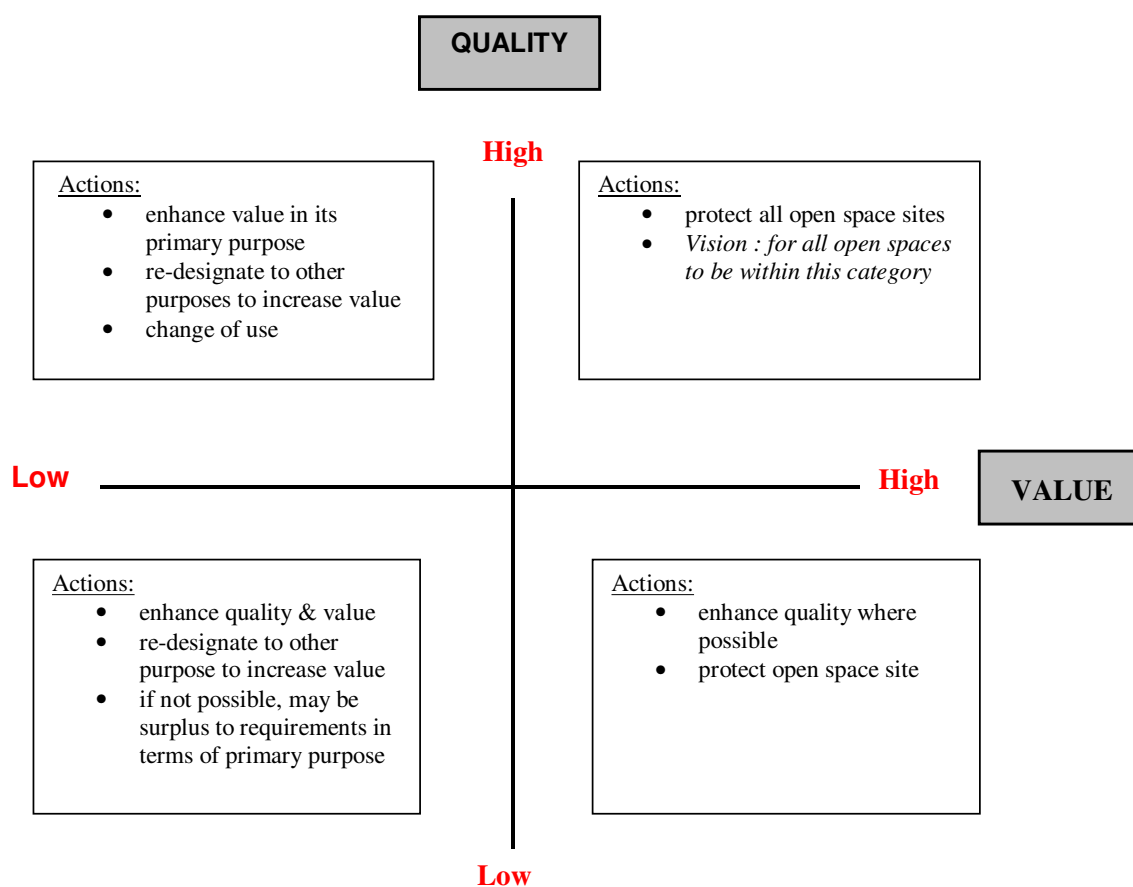 QUALITY
High
Actions:
• enhance value in its
primary purpose
• re-designate to other
purposes to increase value
• change of use
• protect all open space sites
• Vision : for all open spaces
to be within this category
Low
High
VALUE
Actions:
• enhance quality & value
• re-designate to other
purpose to increase value
• if not possible, may be
surplus to requirements in
terms of primary purpose
Actions:
• enhance quality where
possible
• protect open space site
Low